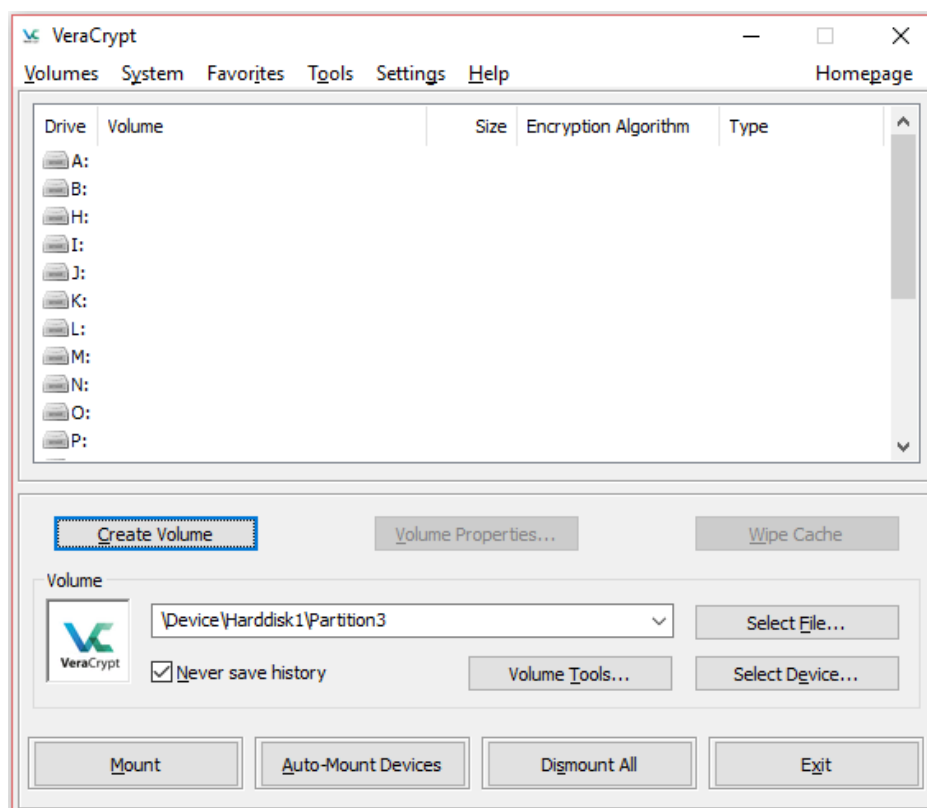 VeraCrypt
Volumes System Favorites Tools Settings Help Homepage
Drive Volume Size Encryption Algorithm Type
A:
B:
H:
I:
J:
K:
L:
M:
N:
O:
P:
Create Volume Volume Properties... Wipe Cache
Volume
\Device\Harddisk1\Partition3 Select File...
VeraCrypt
Never save history Volume Tools... Select Device...
Mount Auto-Mount Devices Dismount All Exit